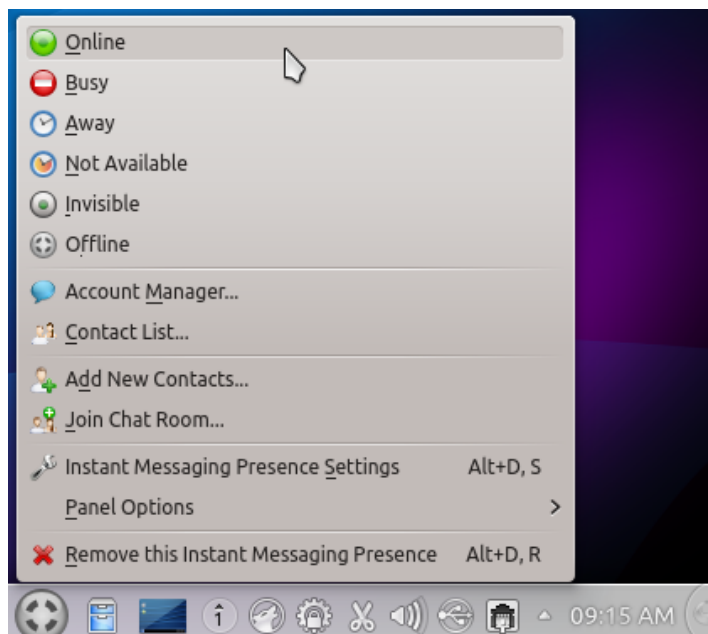 Online
Busy
Away
Not Available
Invisible
Offline
Account Manager...
Contact List...
Add New Contacts...
Join Chat Room...
Instant Messaging Presence Settings Alt+D, S
Panel Options
Remove this Instant Messaging Presence Alt+D, R
09:15 AM